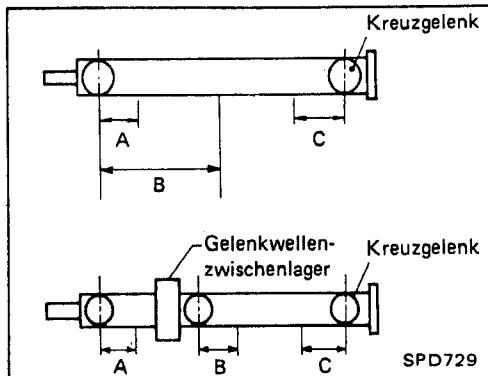 Kreuzgelenk
A
C
B
Gelenkwellen-
zwischenlager
Kreuzgelenk
A
B
C
SPD729